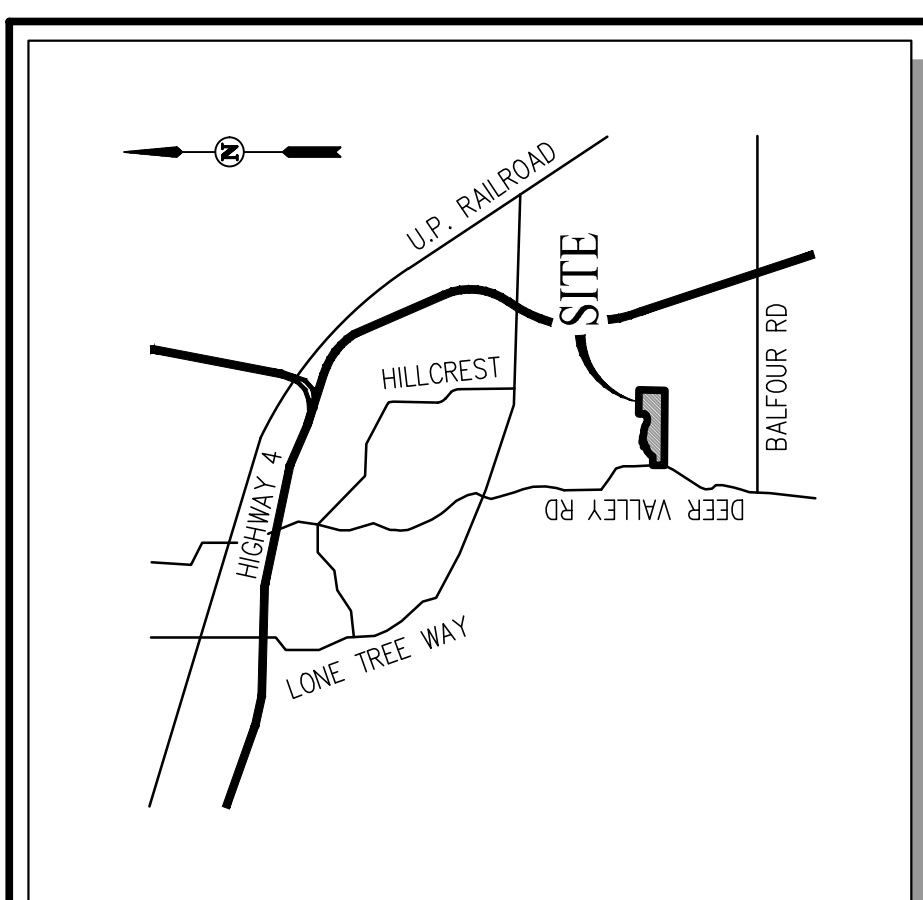 N
U.P. RAILROAD
SITE
HILLCREST
BALFOUR RD
HIGHWAY 4
DEER VALLEY RD
LONE TREE WAY